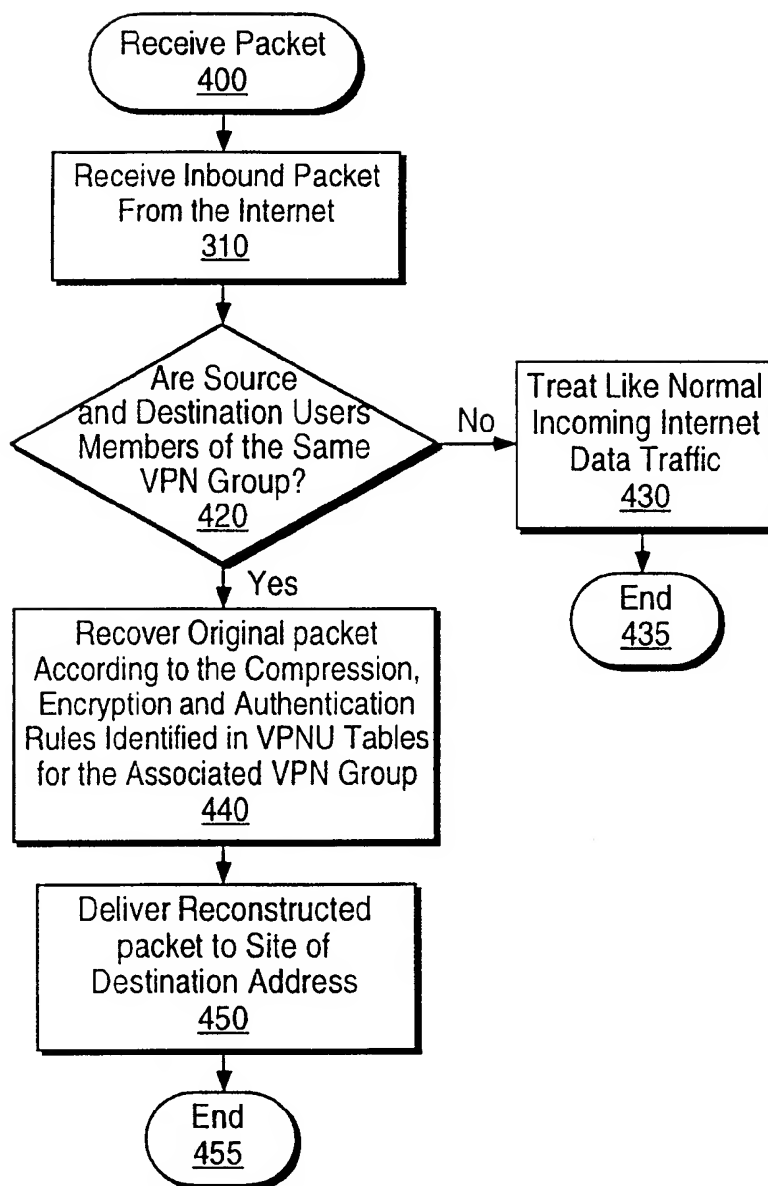 Receive Packet
400
Receive Inbound Packet
From the Internet
310
Are Source
and Destination Users
Members of the Same
VPN Group?
420
No
Treat Like Normal
Incoming Internet
Data Traffic
430
End
435
Yes
Recover Original packet
According to the Compression,
Encryption and Authentication
Rules Identified in VPNU Tables
for the Associated VPN Group
440
Deliver Reconstructed
packet to Site of
Destination Address
450
End
455